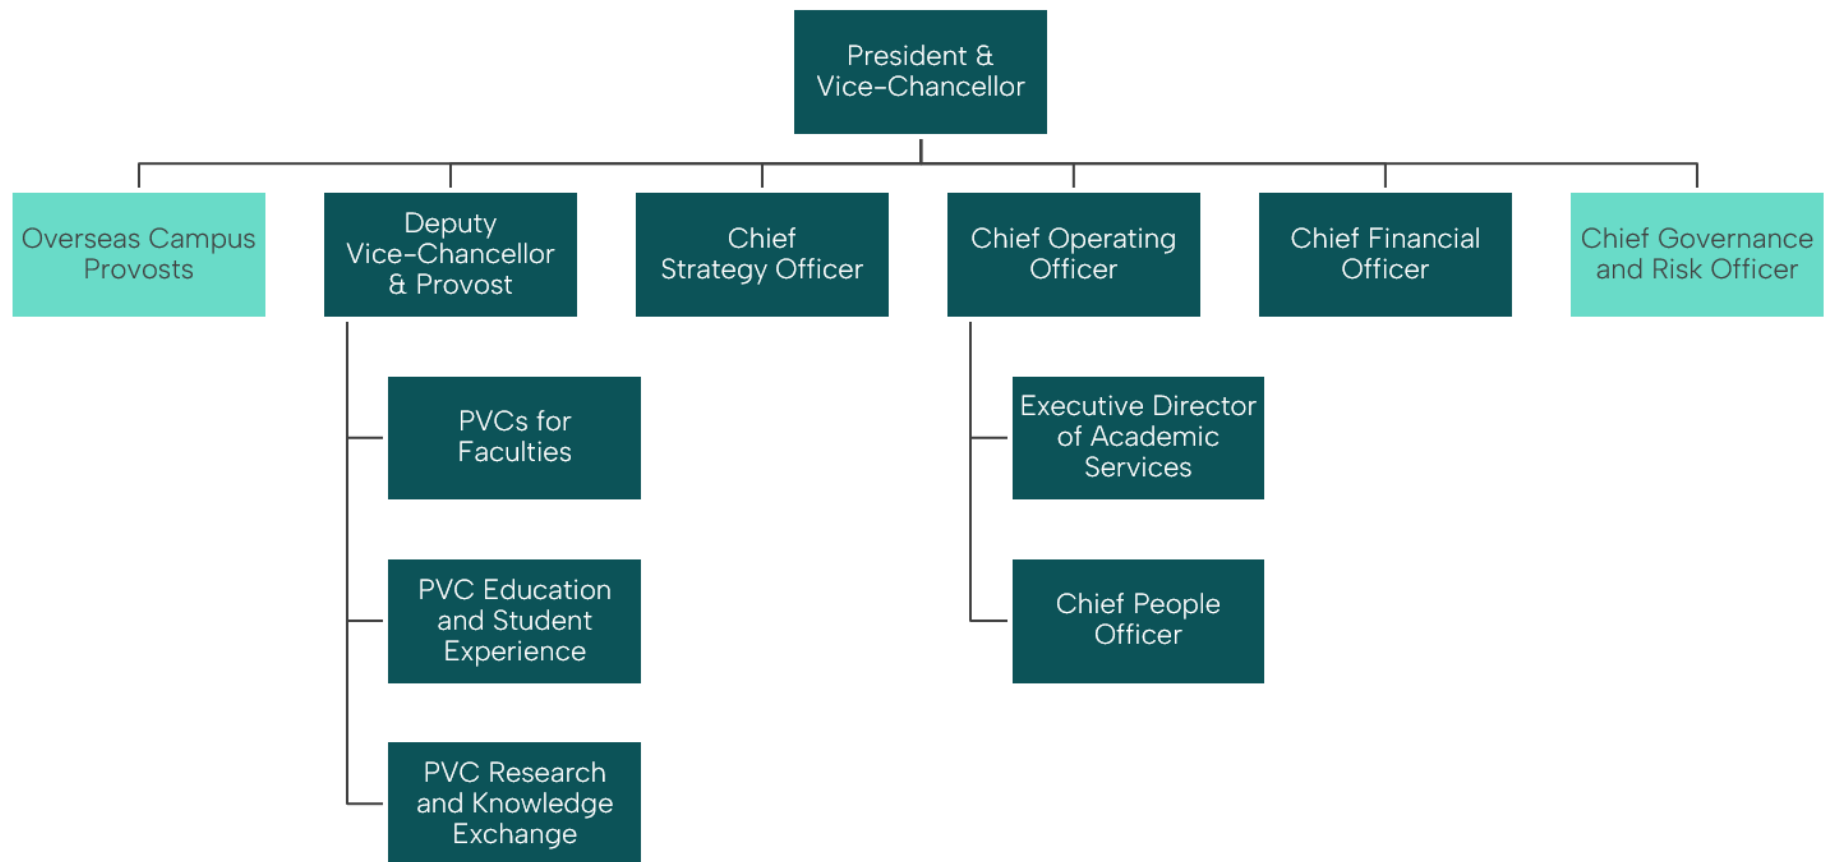 President &
Vice-Chancellor
Overseas Campus
Provosts
Deputy
Vice-Chancellor
& Provost
Chief
Strategy Officer
Chief Operating
Officer
Chief Financial
Officer
Chief Governance
and Risk Officer
PVCs for
Faculties
PVC Education
and Student
Experience
PVC Research
and Knowledge
Exchange
Executive Director
of Academic
Services
Chief People
Officer